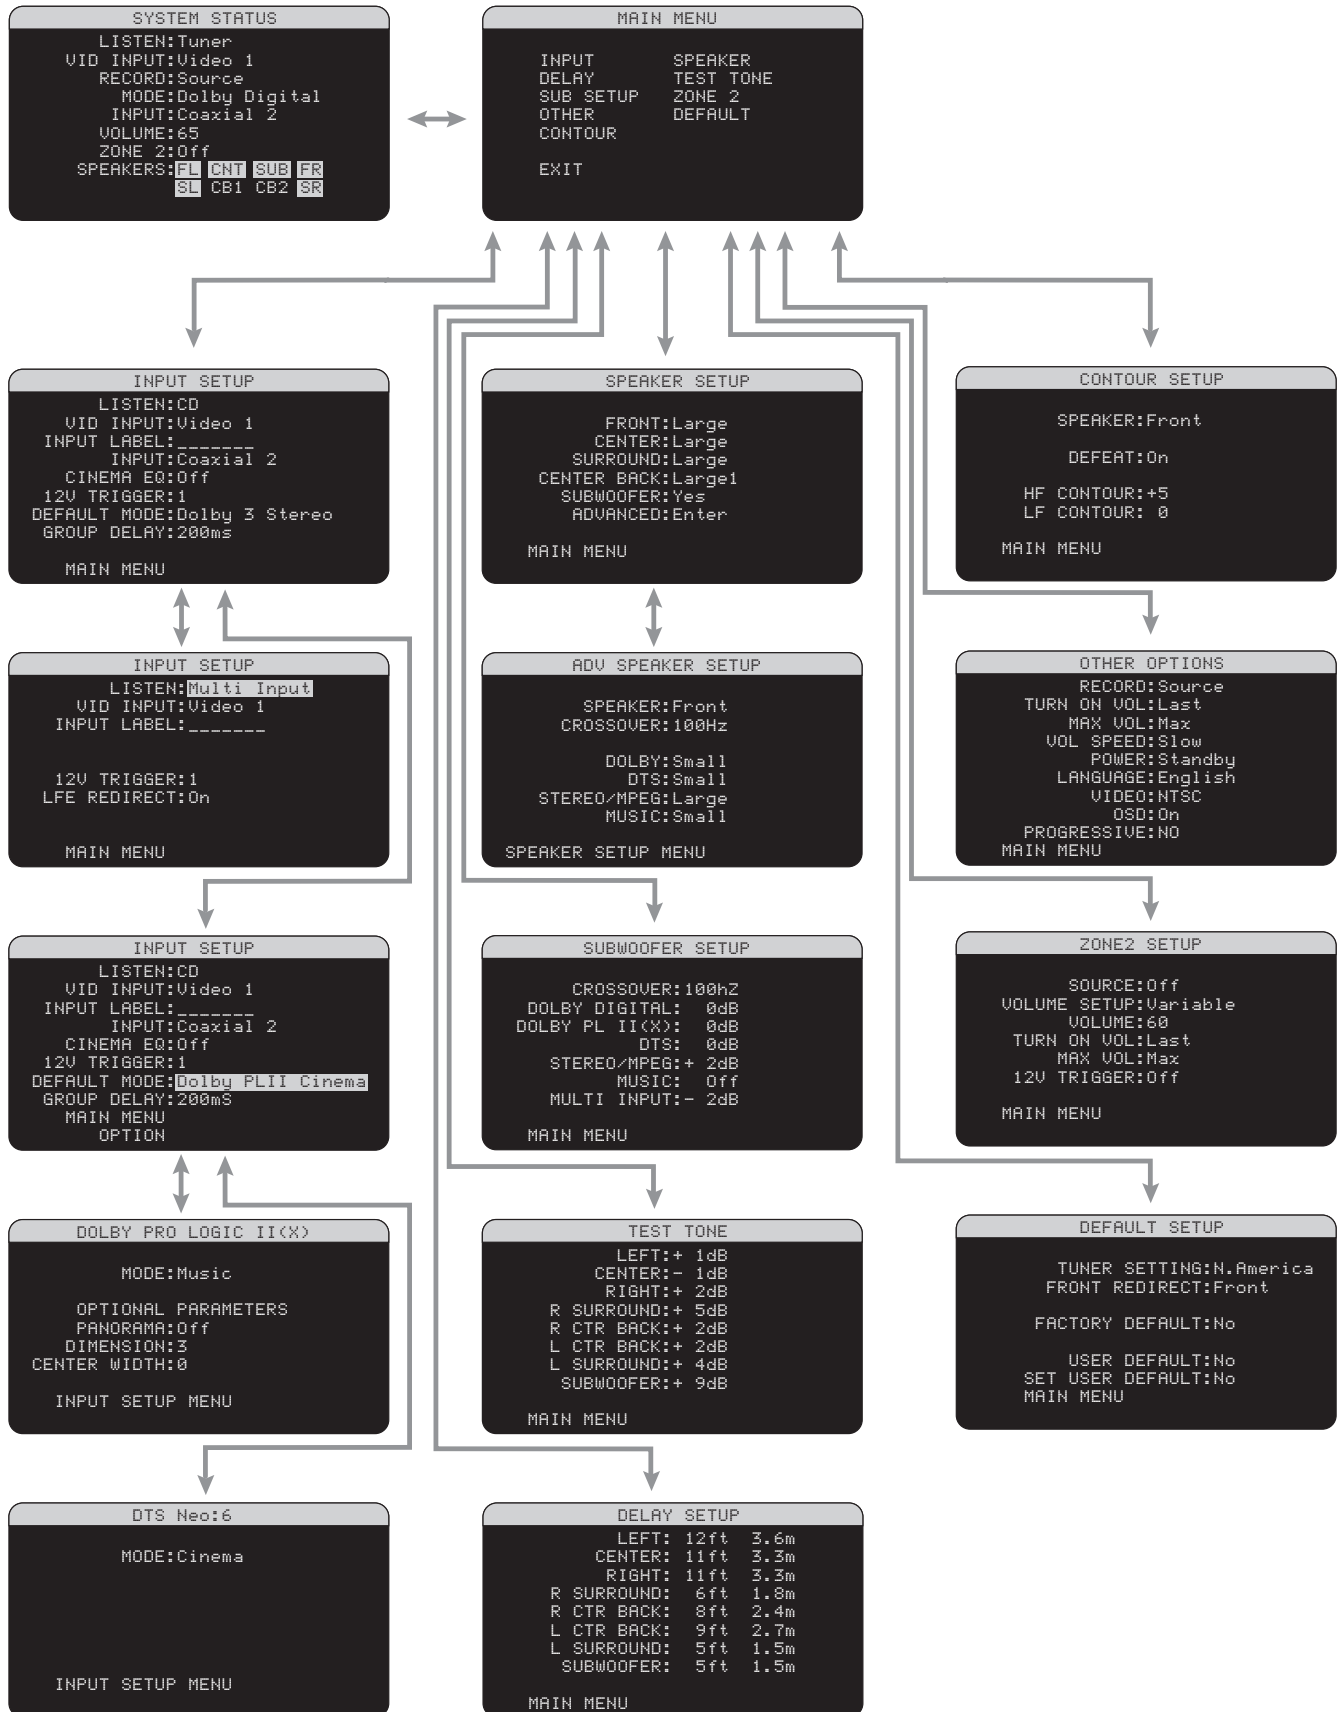 SYSTEM STATUS
LISTEN:Tuner
VID INPUT:Video 1
RECORD:Source
MODE:Dolby Digital
INPUT:Coaxial 2
VOLUME:65
ZONE 2:Off
SPEAKERS:FL CNT SUB FR
SL CB1 CB2 SR
MAIN MENU
INPUT SPEAKER
DELAY TEST TONE
SUB SETUP ZONE 2
OTHER DEFAULT
CONTOUR
EXIT
INPUT SETUP
LISTEN:CD
VID INPUT:Video 1
INPUT LABEL:_______
INPUT:Coaxial 2
CINEMA EQ:Off
12V TRIGGER:1
DEFAULT MODE:Dolby 3 Stereo
GROUP DELAY:200ms
MAIN MENU
SPEAKER SETUP
FRONT:Large
CENTER:Large
SURROUND:Large
CENTER BACK:Large1
SUBWOOFER:Yes
ADVANCED:Enter
MAIN MENU
CONTOUR SETUP
SPEAKER:Front
DEFEAT:On
HF CONTOUR:+5
LF CONTOUR: 0
MAIN MENU
INPUT SETUP
LISTEN:Multi Input
VID INPUT:Video 1
INPUT LABEL:_______
12V TRIGGER:1
LFE REDIRECT:On
MAIN MENU
ADV SPEAKER SETUP
SPEAKER:Front
CROSSOVER:100Hz
DOLBY:Small
DTS:Small
STEREO/MPEG:Large
MUSIC:Small
SPEAKER SETUP MENU
OTHER OPTIONS
RECORD:Source
TURN ON VOL:Last
MAX VOL:Max
VOL SPEED:Slow
POWER:Standby
LANGUAGE:English
VIDEO:NTSC
OSD:On
PROGRESSIVE:NO
MAIN MENU
INPUT SETUP
LISTEN:CD
VID INPUT:Video 1
INPUT LABEL:_______
INPUT:Coaxial 2
CINEMA EQ:Off
12V TRIGGER:1
DEFAULT MODE:Dolby PLII Cinema
GROUP DELAY:200mS
MAIN MENU
OPTION
SUBWOOFER SETUP
CROSSOVER:100hZ
DOLBY DIGITAL: 0dB
DOLBY PL II(X): 0dB
DTS: 0dB
STEREO/MPEG:+ 2dB
MUSIC: Off
MULTI INPUT:- 2dB
MAIN MENU
ZONE2 SETUP
SOURCE:Off
VOLUME SETUP:Variable
VOLUME:60
TURN ON VOL:Last
MAX VOL:Max
12V TRIGGER:Off
MAIN MENU
DOLBY PRO LOGIC II(X)
MODE:Music
OPTIONAL PARAMETERS
PANORAMA:Off
DIMENSION:3
CENTER WIDTH:0
INPUT SETUP MENU
TEST TONE
LEFT:+ 1dB
CENTER:- 1dB
RIGHT:+ 2dB
R SURROUND:+ 5dB
R CTR BACK:+ 2dB
L CTR BACK:+ 2dB
L SURROUND:+ 4dB
SUBWOOFER:+ 9dB
MAIN MENU
DEFAULT SETUP
TUNER SETTING:N.America
FRONT REDIRECT:Front
FACTORY DEFAULT:No
USER DEFAULT:No
SET USER DEFAULT:No
MAIN MENU
DTS Neo:6
MODE:Cinema
INPUT SETUP MENU
DELAY SETUP
LEFT: 12ft 3.6m
CENTER: 11ft 3.3m
RIGHT: 11ft 3.3m
R SURROUND: 6ft 1.8m
R CTR BACK: 8ft 2.4m
L CTR BACK: 9ft 2.7m
L SURROUND: 5ft 1.5m
SUBWOOFER: 5ft 1.5m
MAIN MENU